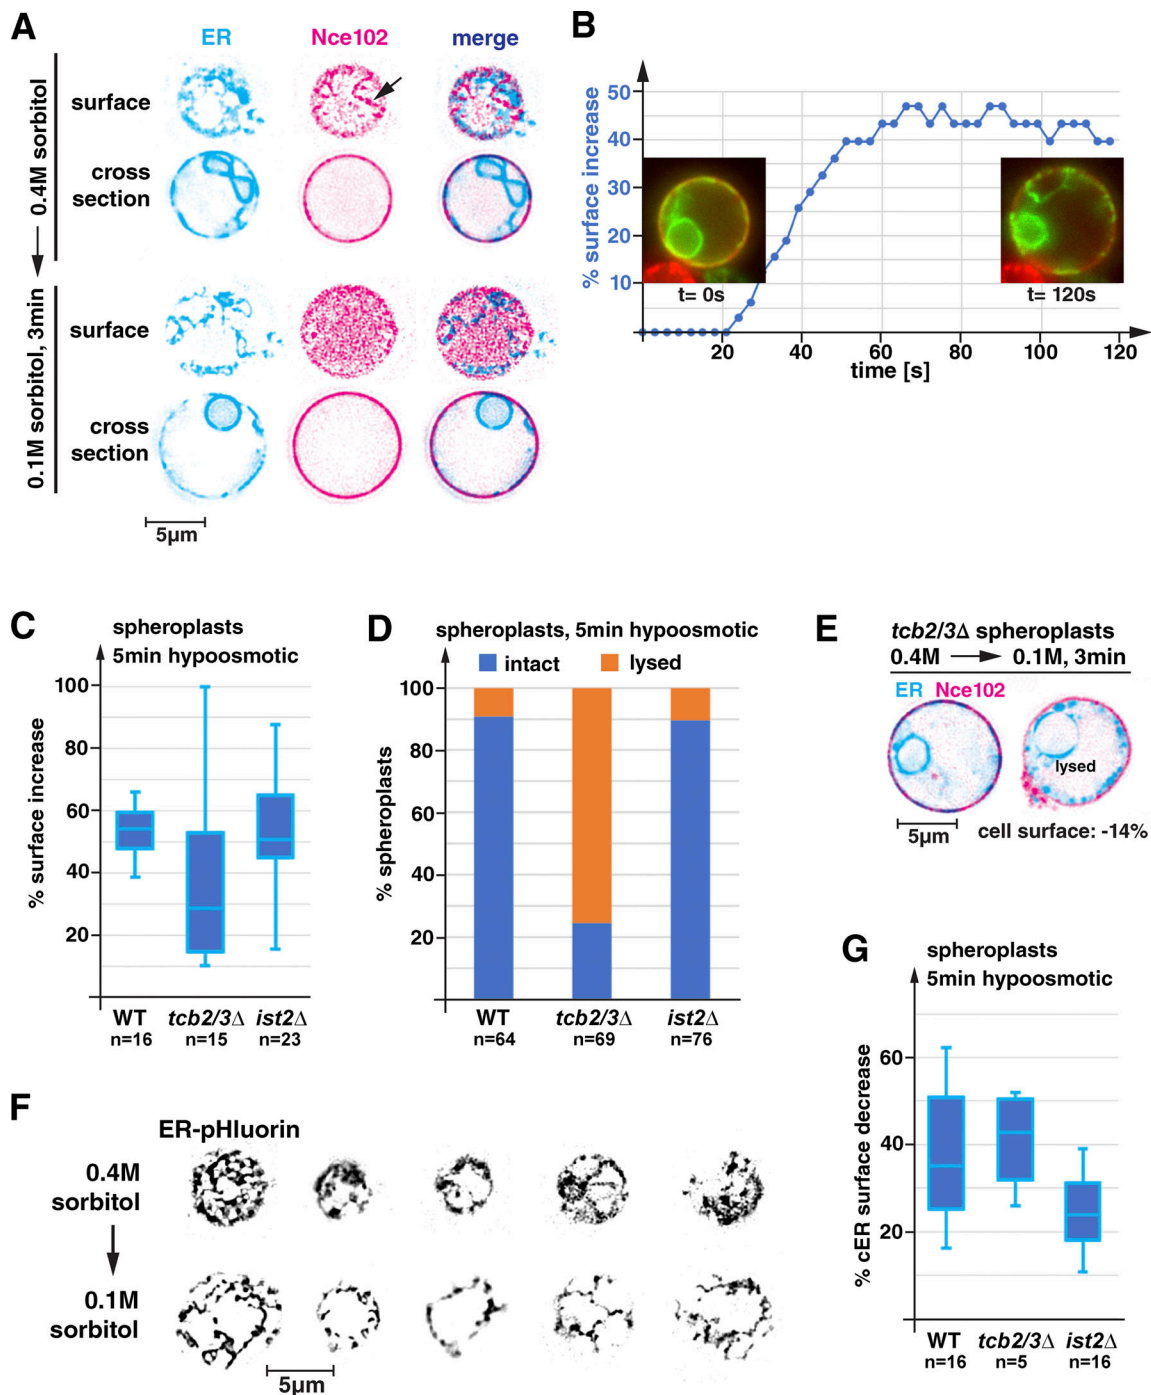 A
ER Nce102 merge
0.4M sorbitol
surface
cross
section
0.1M sorbitol, 3min
surface
cross
section
5µm
B
% surface increase
50
40
30
20
10
t= 0s
t= 120s
20 40 60 80 100 120
time [s]
C
spheroplasts
5min hypoosmotic
% surface increase
100
80
60
40
20
WT tcb2/3Δ ist2Δ
n=16 n=15 n=23
D
spheroplasts, 5min hypoosmotic
intact lysed
% spheroplasts
100
80
60
40
20
WT tcb2/3Δ ist2Δ
n=64 n=69 n=76
E
tcb2/3Δ spheroplasts
0.4M 0.1M, 3min
ER Nce102
lysed
5µm
cell surface: -14%
F
ER-pHluorin
0.4M
sorbitol
0.1M
sorbitol
5µm
G
spheroplasts
5min hypoosmotic
% cER surface decrease
60
40
20
WT tcb2/3Δ ist2Δ
n=16 n=5 n=16